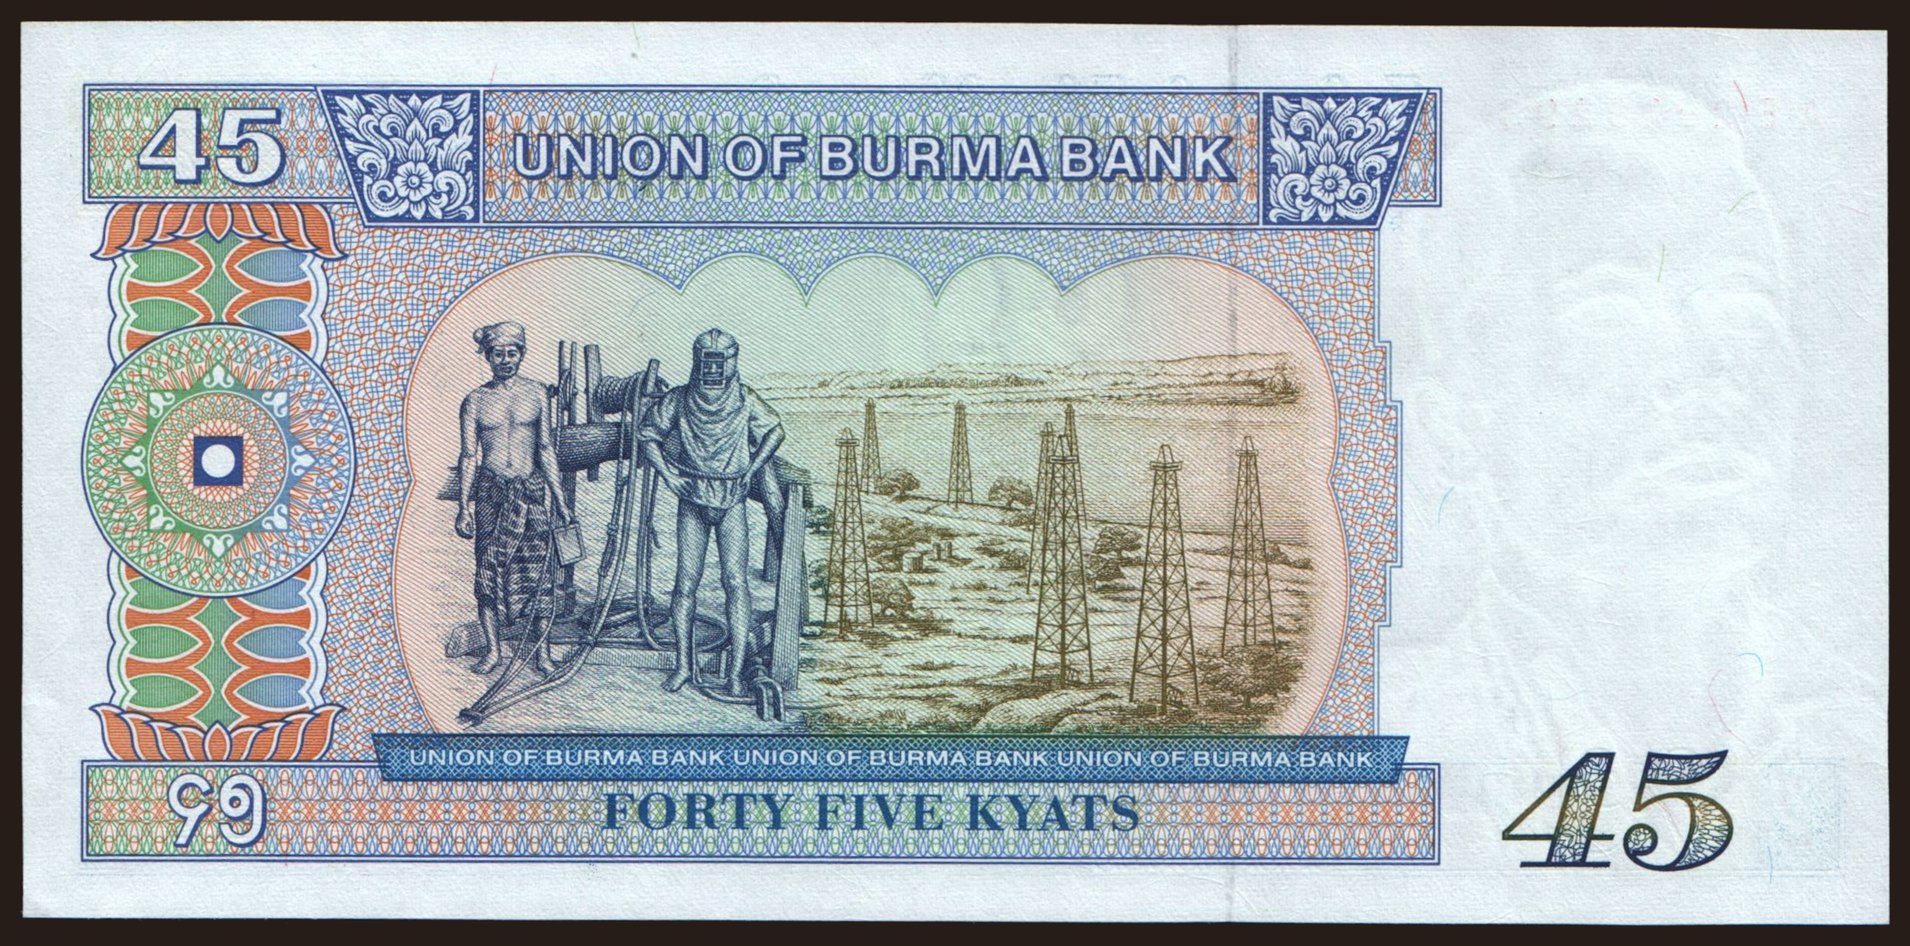 45
UNION OF BURMA BANK
UNION OF BURMA BANK UNION OF BURMA BANK UNION OF BURMA BANK
၄၅
FORTY FIVE KYATS
45